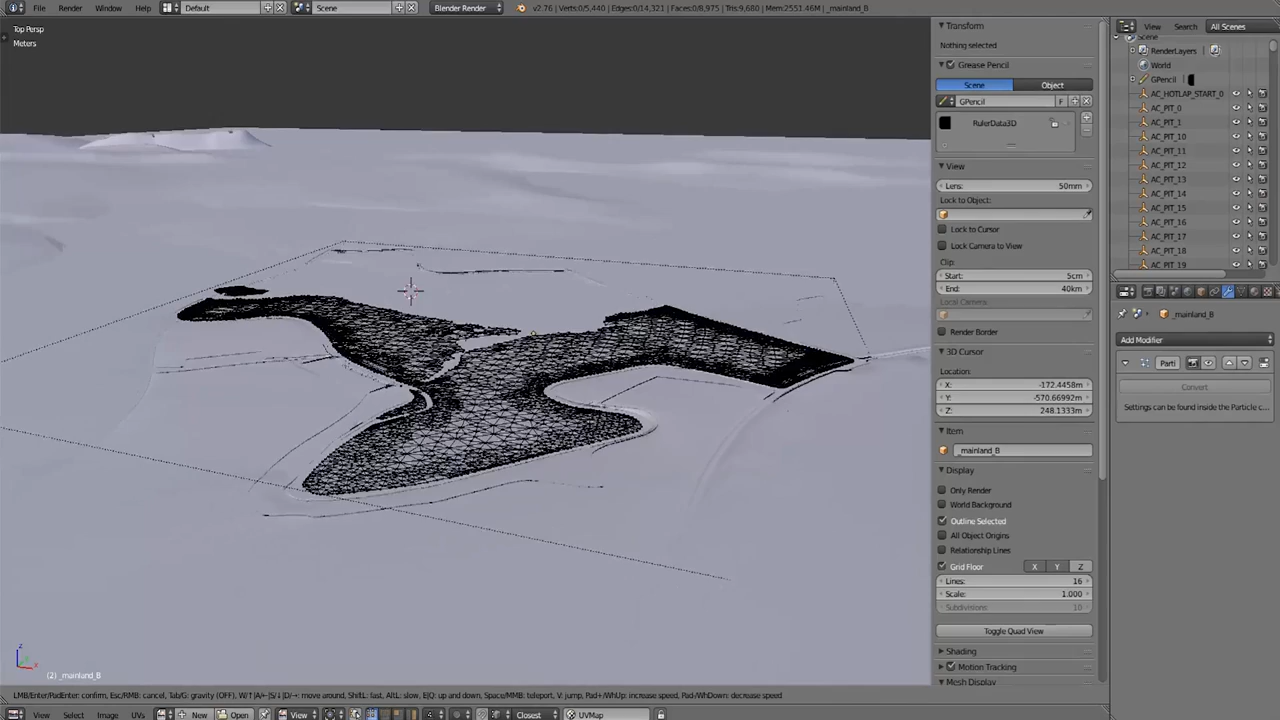 File Render Window Help Default Scene Blender Render v2.76 | Verts:0/5,440 | Edges:0/14,321 | Faces:0/8,975 | Tris:9,680 | Mem:2551.46M | _mainland_B
View Search All Scenes
Top Persp
Meters
Transform
Nothing selected
Grease Pencil
Scene Object
GPencil F
RulerData3D
View
Lens: 50mm
Lock to Object:
Lock to Cursor
Lock Camera to View
Clip:
Start: 5cm
End: 40km
Local Camera:
Render Border
3D Cursor
Location
X: -172.4458m
Y: -570.66992m
Z: 248.1333m
Item
_mainland_B
Display
Only Render
World Background
Outline Selected
All Object Origins
Relationship Lines
Grid Floor X Y Z
Lines: 16
Scale: 1.000
Subdivisions 10
Toggle Quad View
Shading
Motion Tracking
Mesh Display
Scene
RenderLayers
World
GPencil
AC_HOTLAP_START_0
AC_PIT_0
AC_PIT_1
AC_PIT_10
AC_PIT_11
AC_PIT_12
AC_PIT_13
AC_PIT_14
AC_PIT_15
AC_PIT_16
AC_PIT_17
AC_PIT_18
AC_PIT_19
_mainland_B
Add Modifier
Parti
Convert
Settings can be found inside the Particle c...
z
x
(2) _mainland_B
View Select Image UVs New Open View Closest UVMap